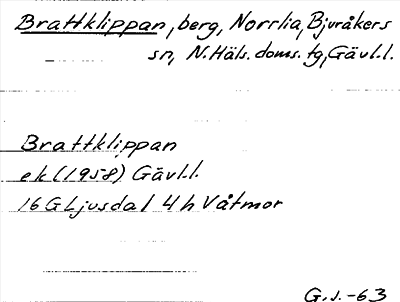 Brattklippan, berg, Norrlia, Bjuråkers
sn, N. Häls. doms. tg, Gävl. l.
Brattklippan
ek (1958) Gävl. l.
16 G Ljusdal 4 h Våtmor
G. J. -63